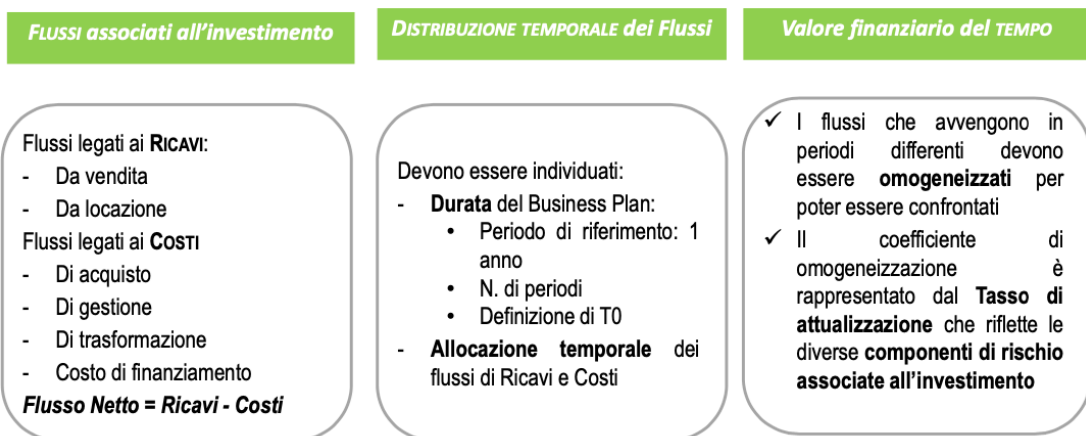 FLUSSI associati all'investimento
Flussi legati ai RICAVI:
- Da vendita
- Da locazione
Flussi legati ai COSTI
- Di acquisto
- Di gestione
- Di trasformazione
- Costo di finanziamento
Flusso Netto = Ricavi - Costi
DISTRIBUZIONE TEMPORALE dei Flussi
Devono essere individuati:
- Durata del Business Plan:
• Periodo di riferimento: 1
anno
• N. di periodi
• Definizione di T0
- Allocazione temporale dei
flussi di Ricavi e Costi
Valore finanziario del TEMPO
✓ I flussi che avvengono in
periodi differenti devono
essere omogeneizzati per
poter essere confrontati
✓ Il coefficiente di
omogeneizzazione è
rappresentato dal Tasso di
attualizzazione che riflette le
diverse componenti di rischio
associate all'investimento